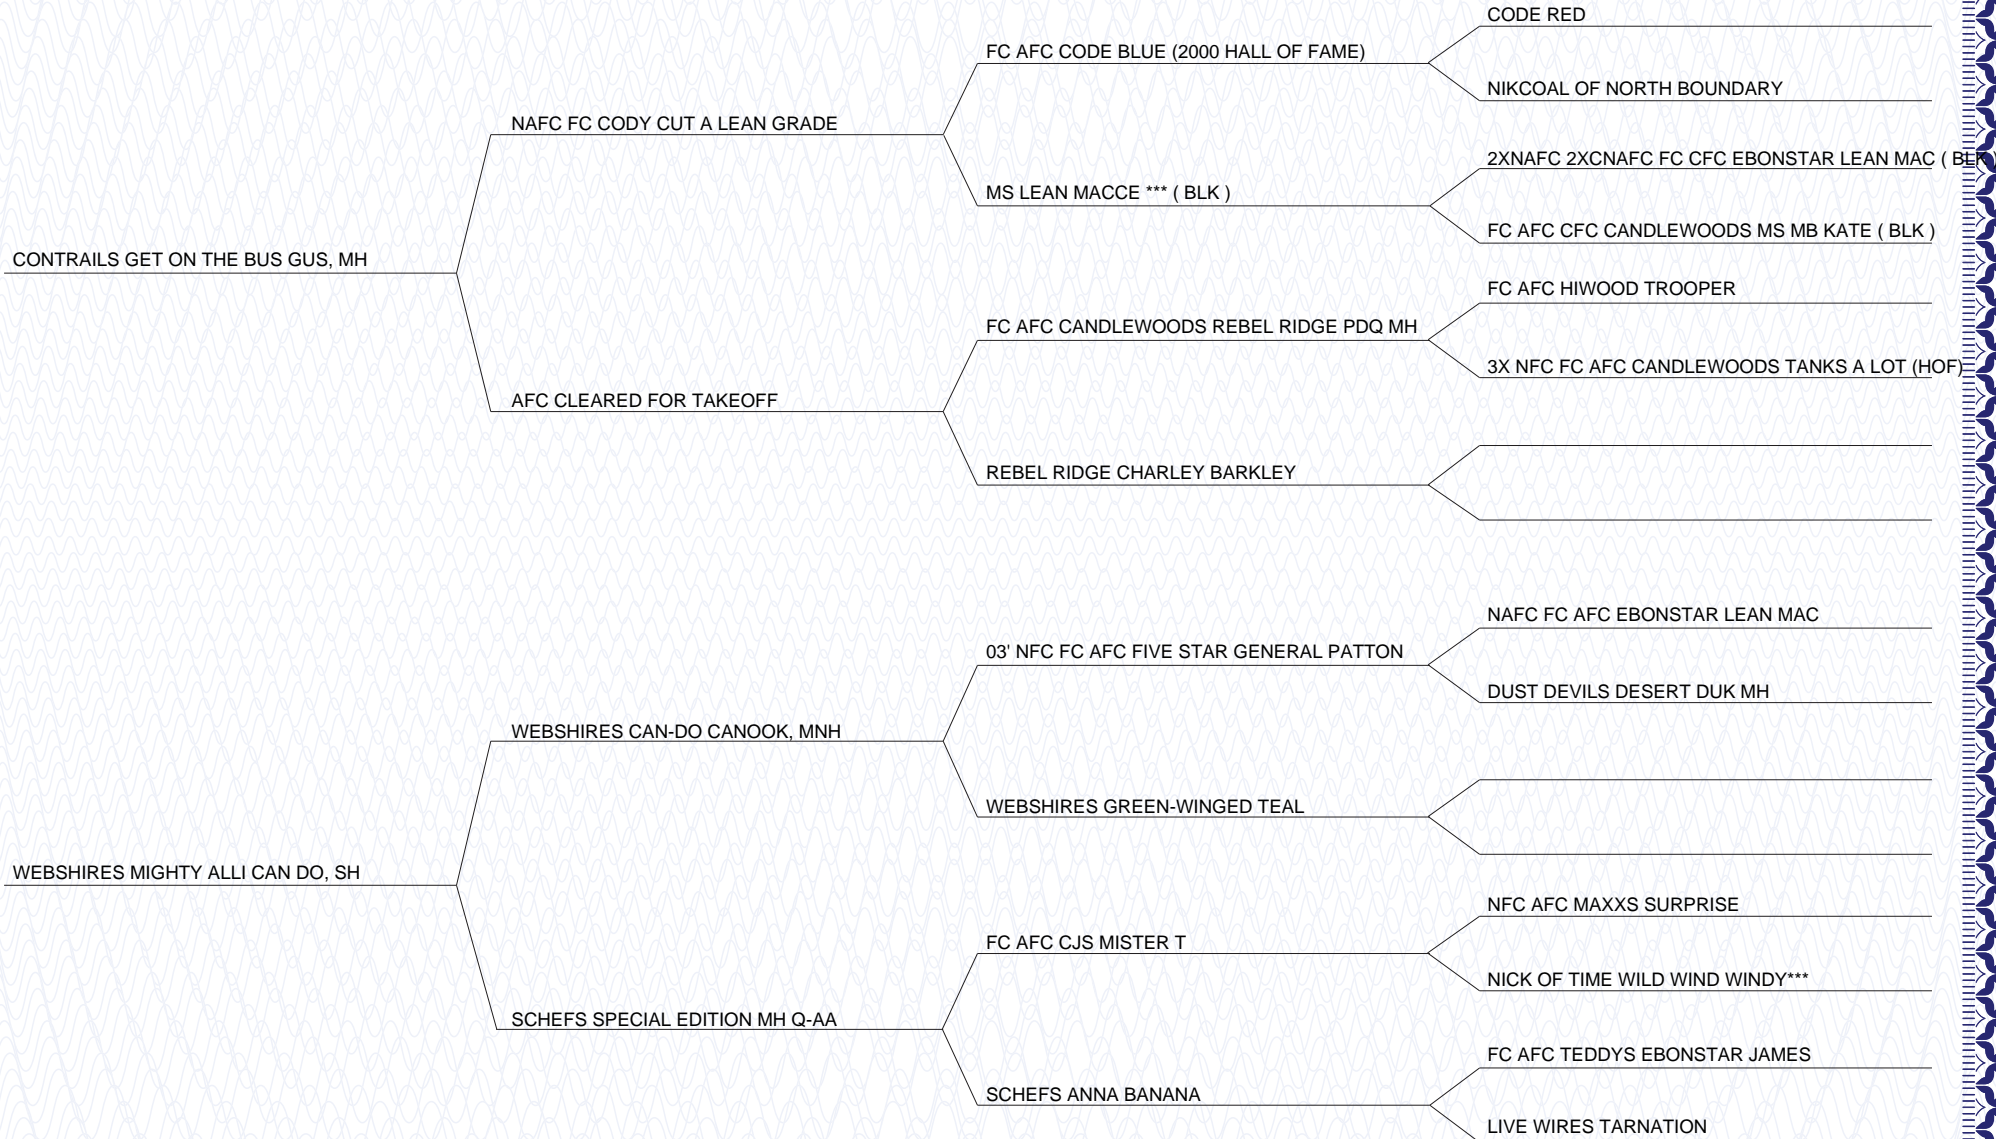 CODE RED
FC AFC CODE BLUE (2000 HALL OF FAME)
NIKCOAL OF NORTH BOUNDARY
NAFC FC CODY CUT A LEAN GRADE
2XNAFC 2XCNAFC FC CFC EBONSTAR LEAN MAC ( BLK )
MS LEAN MACCE *** ( BLK )
FC AFC CFC CANDLEWOODS MS MB KATE ( BLK )
CONTRAILS GET ON THE BUS GUS, MH
FC AFC HIWOOD TROOPER
FC AFC CANDLEWOODS REBEL RIDGE PDQ MH
3X NFC FC AFC CANDLEWOODS TANKS A LOT (HOF)
AFC CLEARED FOR TAKEOFF
REBEL RIDGE CHARLEY BARKLEY
NAFC FC AFC EBONSTAR LEAN MAC
03' NFC FC AFC FIVE STAR GENERAL PATTON
DUST DEVILS DESERT DUK MH
WEBSHIRES CAN-DO CANOOK, MNH
WEBSHIRES GREEN-WINGED TEAL
WEBSHIRES MIGHTY ALLI CAN DO, SH
NFC AFC MAXXS SURPRISE
FC AFC CJS MISTER T
NICK OF TIME WILD WIND WINDY***
SCHEFS SPECIAL EDITION MH Q-AA
FC AFC TEDDYS EBONSTAR JAMES
SCHEFS ANNA BANANA
LIVE WIRES TARNATION